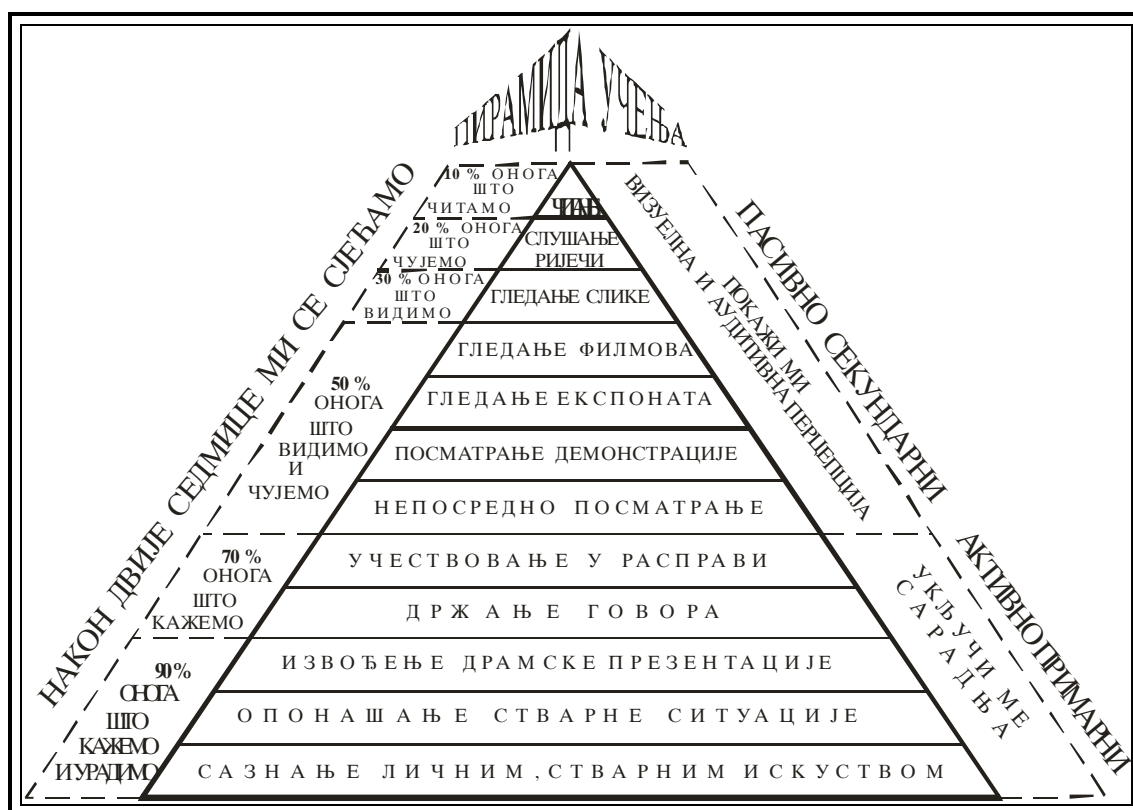 ПИРАМИДА УЧЕЊА
НАКОН ДВИЈЕ СЕДМИЦЕ МИ СЕ СЈЕЋАМО
10 % ОНОГА
ШТО
ЧИТАМО
20 % ОНОГА
ШТО
ЧУЈЕМО
30 % ОНОГА
ШТО
ВИДИМО
50 %
ОНОГА
ШТО
ВИДИМО
И
ЧУЈЕМО
70 %
ОНОГА
ШТО
КАЖЕМО
90%
ОНОГА
ШТО
КАЖЕМО
И УРАДИМО
ЧИТАЊЕ
СЛУШАЊЕ
РИЈЕЧИ
ГЛЕДАЊЕ СЛИКЕ
ГЛЕДАЊЕ ФИЛМОВА
ГЛЕДАЊЕ ЕКСПОНАТА
ПОСМАТРАЊЕ ДЕМОНСТРАЦИЈЕ
НЕПОСРЕДНО ПОСМАТРАЊЕ
УЧЕСТВОВАЊЕ У РАСПРАВИ
ДРЖАЊЕ ГОВОРА
ИЗВОЂЕЊЕ ДРАМСКЕ ПРЕЗЕНТАЦИЈЕ
ОПОНАШАЊЕ СТВАРНЕ СИТУАЦИЈЕ
САЗНАЊЕ ЛИЧНИМ , СТВАРНИМ ИСКУСТВОМ
ПОКАЖИ МИ
ВИЗУЕЛНА И АУДИТИВНА ПЕРЦЕПЦИЈА
УКЉУЧИ МЕ
САРАДЊА
ПАСИВНО СЕКУНДАРНИ
АКТИВНО ПРИМАРНИ